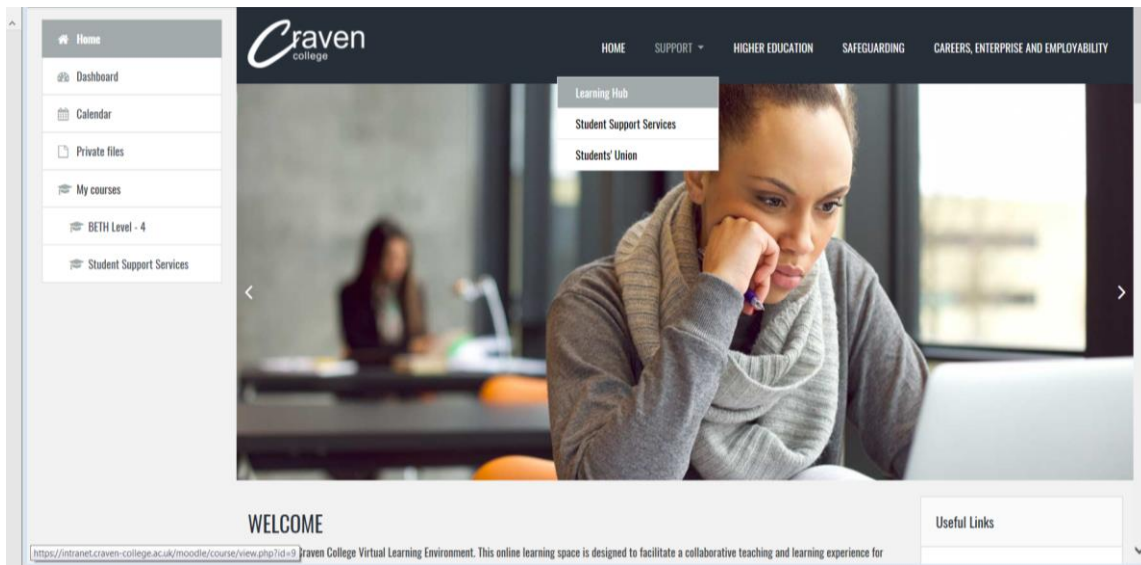 Home
Dashboard
Calendar
Private files
My courses
BETH Level - 4
Student Support Services
Craven
college
HOME SUPPORT HIGHER EDUCATION SAFEGUARDING CAREERS, ENTERPRISE AND EMPLOYABILITY
Learning Hub
Student Support Services
Students' Union
WELCOME
Useful Links
Craven College Virtual Learning Environment. This online learning space is designed to facilitate a collaborative teaching and learning experience for
https://intranet.craven-college.ac.uk/moodle/course/view.php?id=9